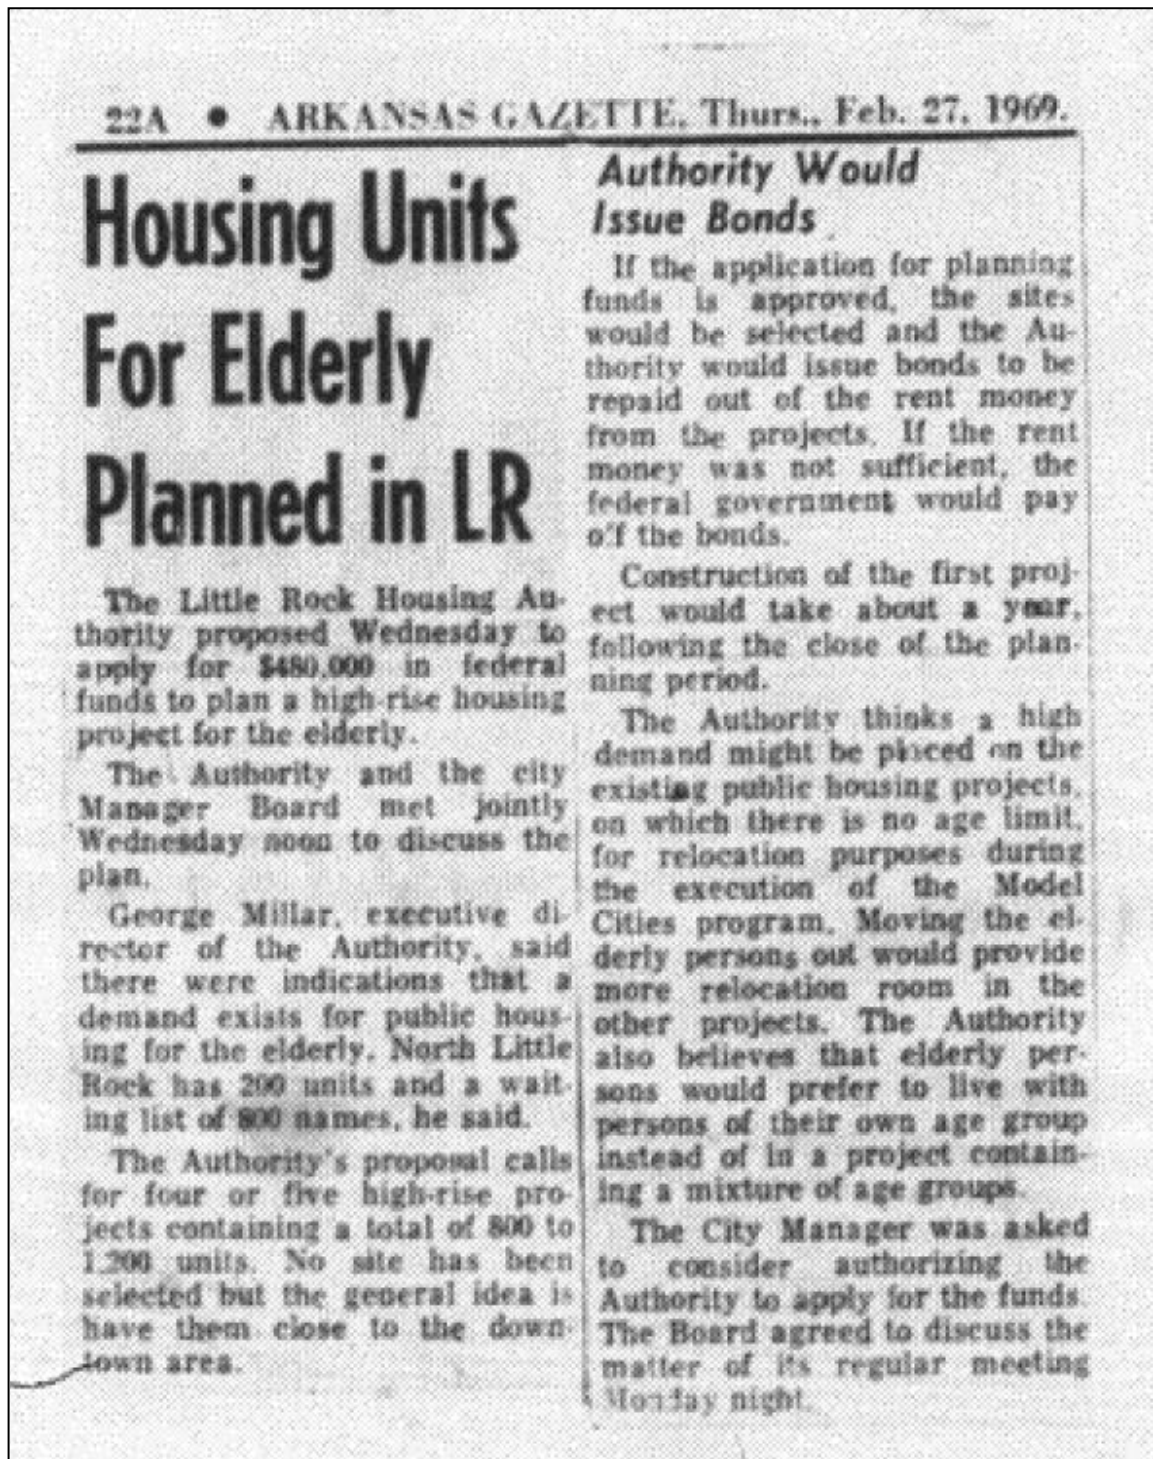 22A • ARKANSAS GAZETTE, Thurs., Feb. 27, 1969.
Housing Units
For Elderly
Planned in LR
The Little Rock Housing Au-
thority proposed Wednesday to
apply for $480,000 in federal
funds to plan a high-rise housing
project for the elderly.
The Authority and the city
Manager Board met jointly
Wednesday noon to discuss the
plan.
George Millar, executive di-
rector of the Authority, said
there were indications that a
demand exists for public hous-
ing for the elderly. North Little
Rock has 200 units and a wait-
ing list of 800 names, he said.
The Authority's proposal calls
for four or five high-rise pro-
jects containing a total of 800 to
1,200 units. No site has been
selected but the general idea is
have them close to the down-
town area.
Authority Would
Issue Bonds
If the application for planning
funds is approved, the sites
would be selected and the Au-
thority would issue bonds to be
repaid out of the rent money
from the projects. If the rent
money was not sufficient, the
federal government would pay
off the bonds.
Construction of the first proj-
ect would take about a year,
following the close of the plan-
ning period.
The Authority thinks a high
demand might be placed on the
existing public housing projects,
on which there is no age limit,
for relocation purposes during
the execution of the Model
Cities program. Moving the el-
derly persons out would provide
more relocation room in the
other projects. The Authority
also believes that elderly per-
sons would prefer to live with
persons of their own age group
instead of in a project contain-
ing a mixture of age groups.
The City Manager was asked
to consider authorizing the
Authority to apply for the funds.
The Board agreed to discuss the
matter of its regular meeting
Monday night.